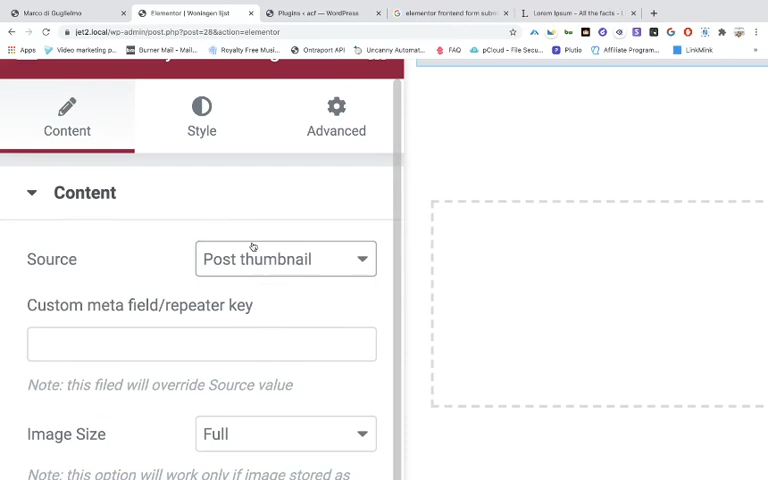 Marco di Guglielmo
Elementor | Woningen lijst
Plugins ‹ acf — WordPress
elementor frontend form subm
Lorem Ipsum - All the facts - L
jet2.local/wp-admin/post.php?post=28&action=elementor
Apps
Video marketing p...
Burner Mail - Mail...
Royalty Free Musi...
Ontraport API
Uncanny Automat...
FAQ
pCloud - File Secu...
Plutio
Affiliate Program...
LinkMink
Content
Style
Advanced
Content
Source
Post thumbnail
Custom meta field/repeater key
Note: this filed will override Source value
Image Size
Full
Note: this option will work only if image stored as